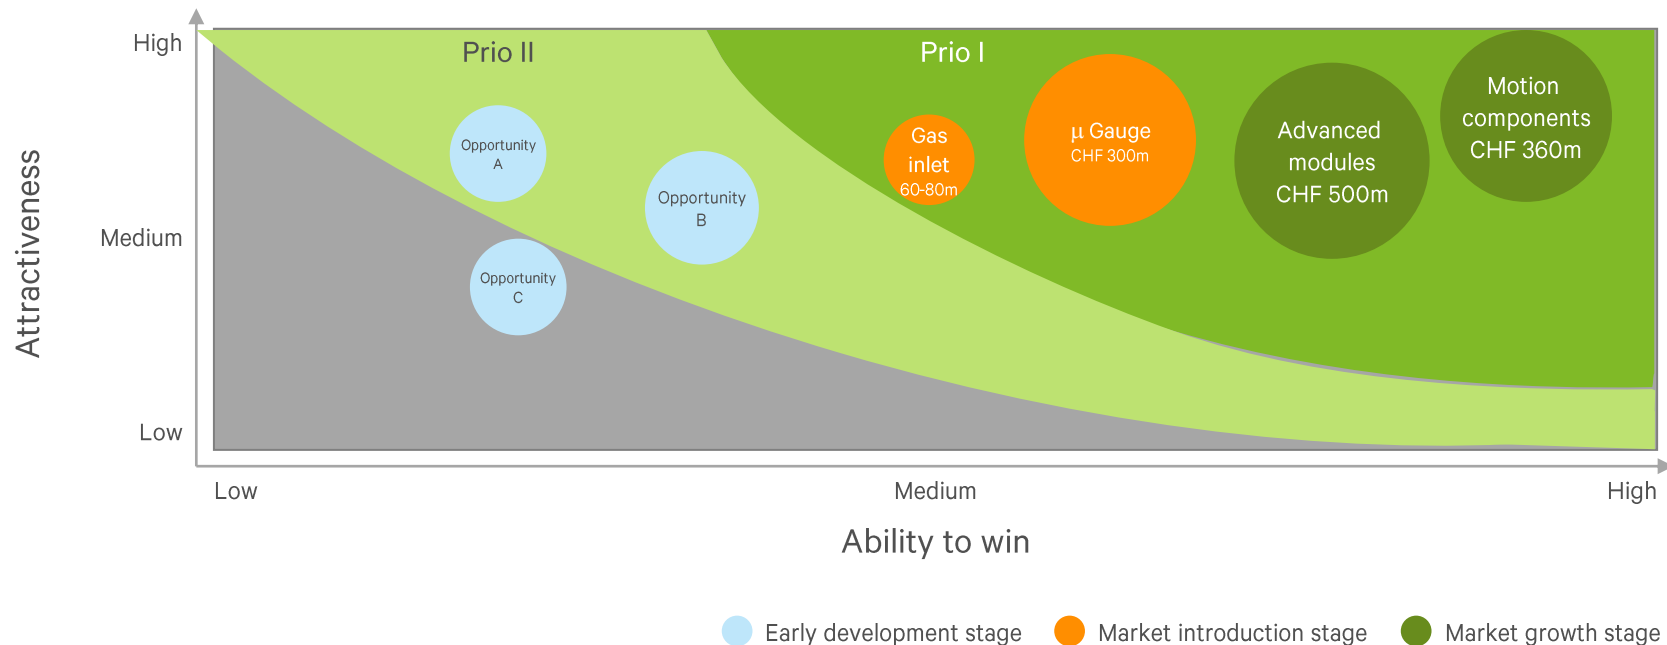 High
Prio II
Prio I
Motion
components
CHF 360m
Advanced
modules
CHF 500m
µ Gauge
CHF 300m
Gas
inlet
60-80m
Opportunity
A
Opportunity
B
Opportunity
C
Attractiveness
Medium
Low
Low
Medium
High
Ability to win
Early development stage
Market introduction stage
Market growth stage